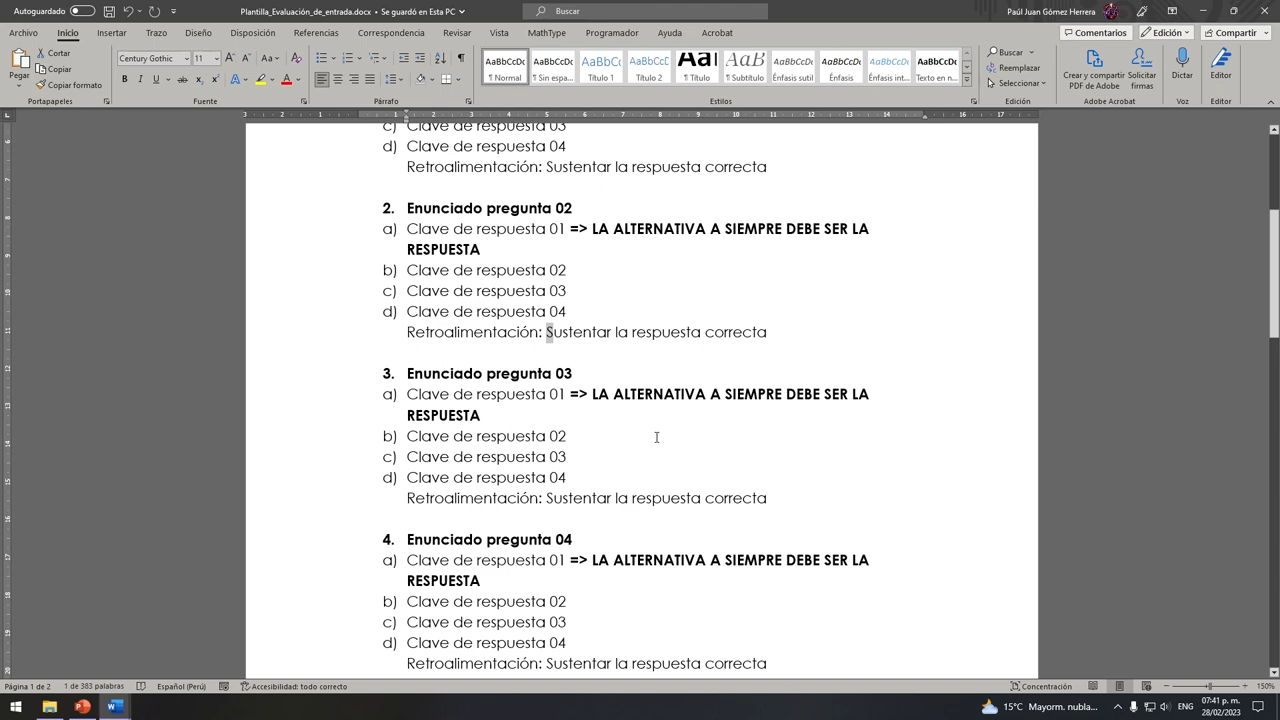 Autoguardado
Plantilla_Evaluación_de_entrada.docx • Se guardó en Esta PC
Buscar
Paúl Juan Gómez Herrera
Archivo Inicio Insertar Trazo Diseño Disposición Referencias Correspondencia Revisar Vista MathType Programador Ayuda Acrobat
Comentarios Edición Compartir
Pegar
Cortar
Copiar
Copiar formato
Portapapeles
Century Gothic 11
Fuente
Párrafo
AaBbCcDc AaBbCcDc AaBbCc AaBbCcD AaB AaBbCcDc AaBbCcDc AaBbCcDc AaBbCcDc
¶ Normal ¶ Sin espa... Título 1 Título 2 ¶ Título ¶ Subtítulo Énfasis sutil Énfasis Énfasis int... Texto en n...
Estilos
Buscar
Reemplazar
Seleccionar
Edición
Crear y compartir PDF de Adobe
Solicitar firmas
Adobe Acrobat
Dictar
Voz
Editor
Editor
c) Clave de respuesta 03
d) Clave de respuesta 04
Retroalimentación: Sustentar la respuesta correcta
2. Enunciado pregunta 02
a) Clave de respuesta 01 => LA ALTERNATIVA A SIEMPRE DEBE SER LA
RESPUESTA
b) Clave de respuesta 02
c) Clave de respuesta 03
d) Clave de respuesta 04
Retroalimentación: Sustentar la respuesta correcta
3. Enunciado pregunta 03
a) Clave de respuesta 01 => LA ALTERNATIVA A SIEMPRE DEBE SER LA
RESPUESTA
b) Clave de respuesta 02
c) Clave de respuesta 03
d) Clave de respuesta 04
Retroalimentación: Sustentar la respuesta correcta
4. Enunciado pregunta 04
a) Clave de respuesta 01 => LA ALTERNATIVA A SIEMPRE DEBE SER LA
RESPUESTA
b) Clave de respuesta 02
c) Clave de respuesta 03
d) Clave de respuesta 04
Retroalimentación: Sustentar la respuesta correcta
Página 1 de 2 1 de 383 palabras Español (Perú) Accesibilidad: todo correcto
Concentración 150%
15°C Mayorm. nubla...
07:41 p. m.
28/02/2023